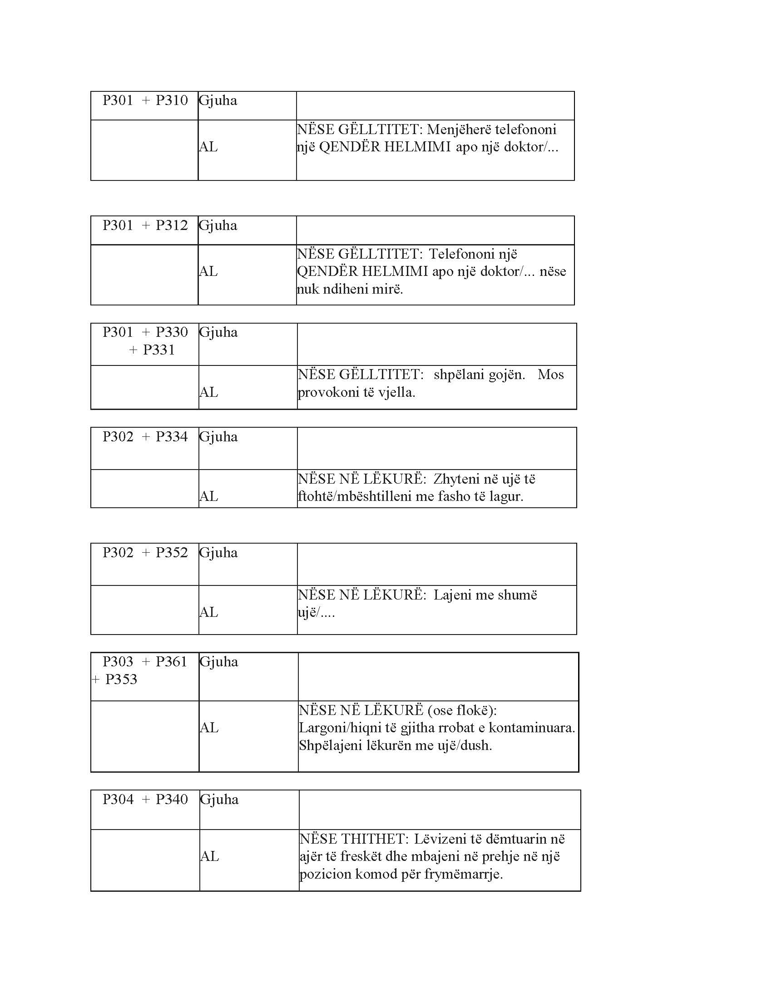 P301 + P310 Gjuha
NËSE GËLLTITET: Menjëherë telefononi
AL një QENDËR HELMIMI apo një doktor/...
P301 + P312 Gjuha
NËSE GËLLTITET: Telefononi një
AL QENDËR HELMIMI apo një doktor/... nëse
nuk ndiheni mirë.
P301 + P330 Gjuha
+ P331
NËSE GËLLTITET: shpëlani gojën. Mos
AL provokoni të vjella.
P302 + P334 Gjuha
NËSE NË LËKURË: Zhyteni në ujë të
AL ftohtë/mbështilleni me fasho të lagur.
P302 + P352 Gjuha
NËSE NË LËKURË: Lajeni me shumë
AL ujë/....
P303 + P361 Gjuha
+ P353
NËSE NË LËKURË (ose flokë):
AL Largoni/hiqni të gjitha rrobat e kontaminuara.
Shpëlajeni lëkurën me ujë/dush.
P304 + P340 Gjuha
NËSE THITHET: Lëvizeni të dëmtuarin në
AL ajër të freskët dhe mbajeni në prehje në një
pozicion komod për frymëmarrje.